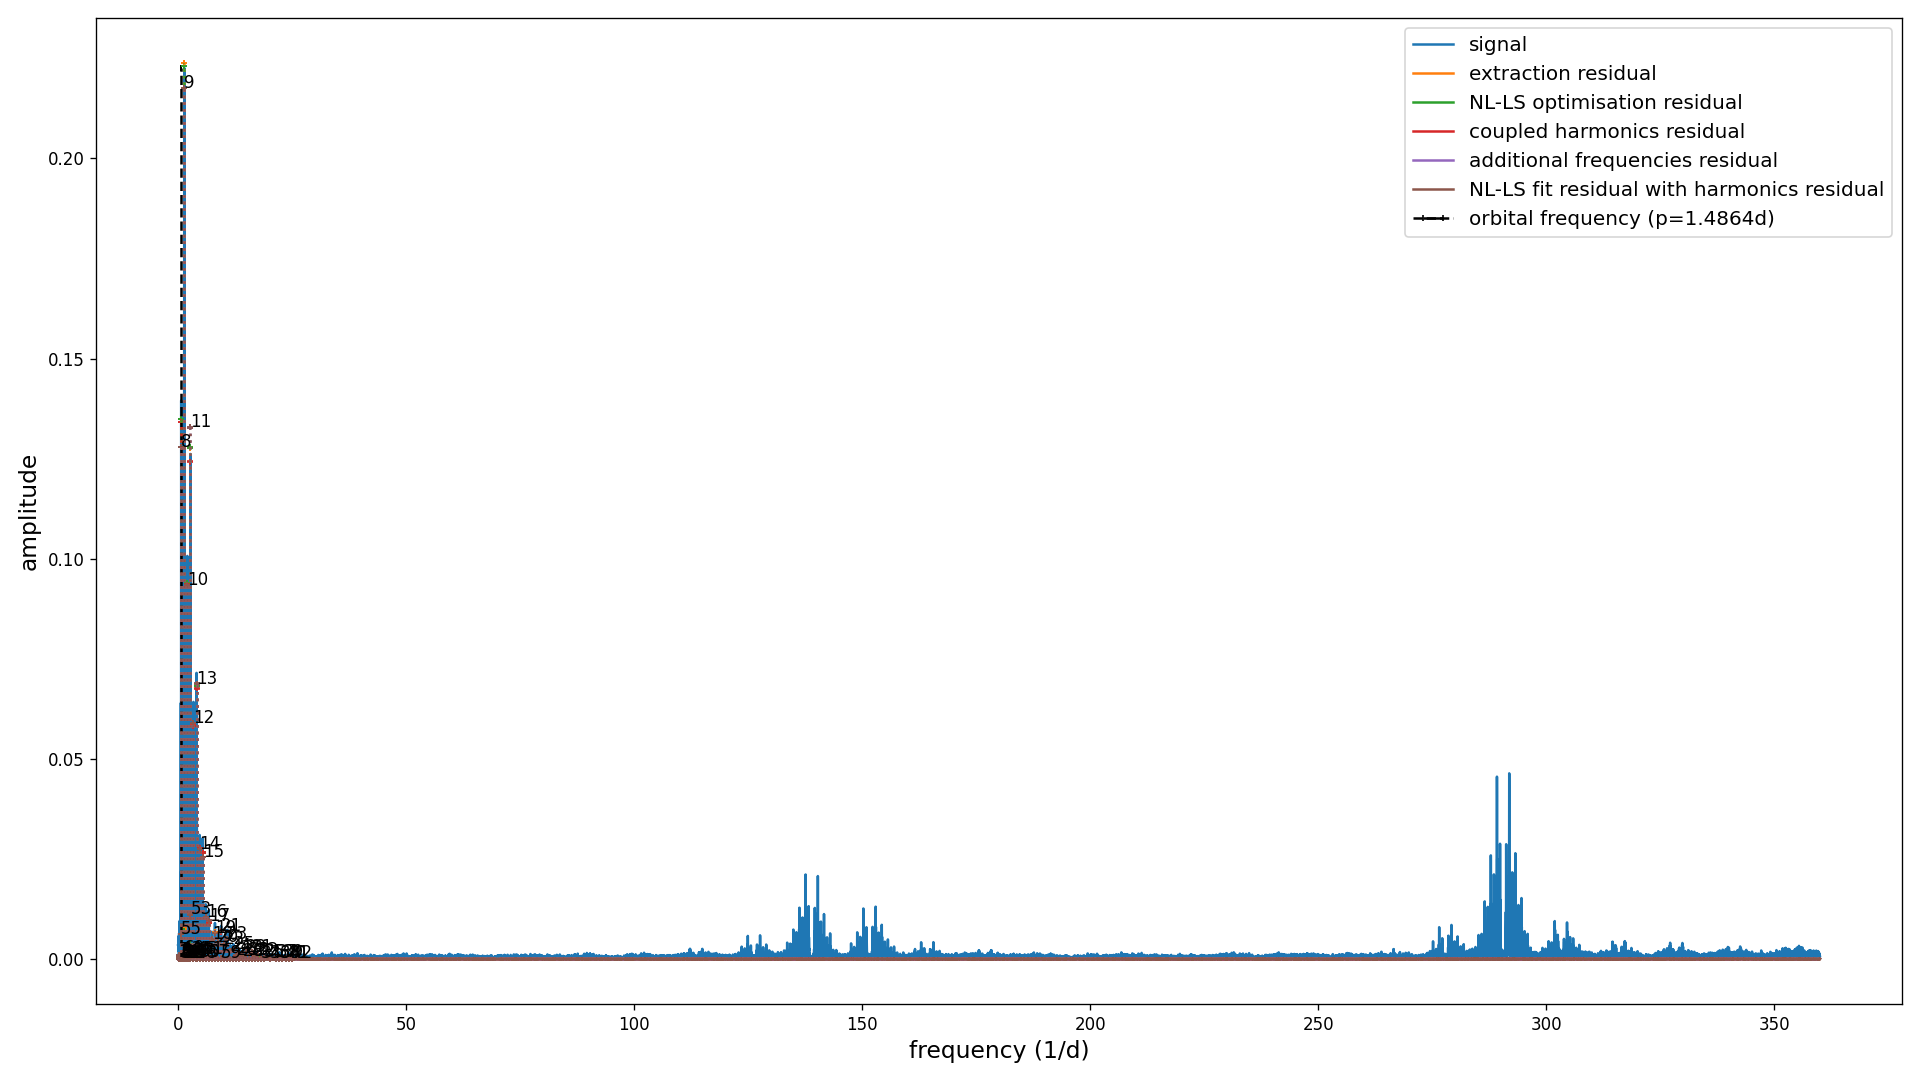 signal
extraction residual
NL-LS optimisation residual
coupled harmonics residual
additional frequencies residual
NL-LS fit residual with harmonics residual
orbital frequency (p=1.4864d)
amplitude
0.20
0.15
0.10
0.05
0.00
9
11
8
10
13
12
14
15
53
16
17
55
21
0
50
100
150
200
250
300
350
frequency (1/d)